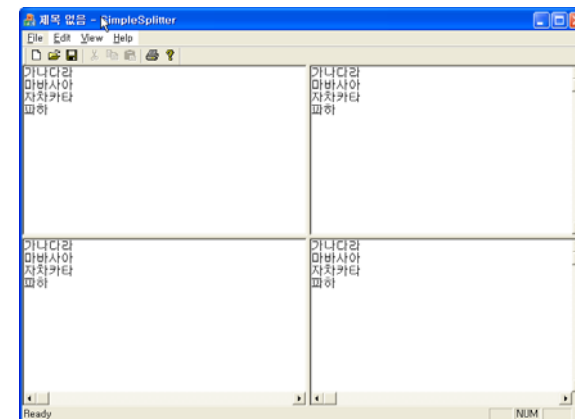 제목 없음 - SimpleSplitter
File Edit View Help
가나다라
마바사아
자차카타
파하
가나다라
마바사아
자차카타
파하
가나다라
마바사아
자차카타
파하
가나다라
마바사아
자차카타
파하
Ready NUM